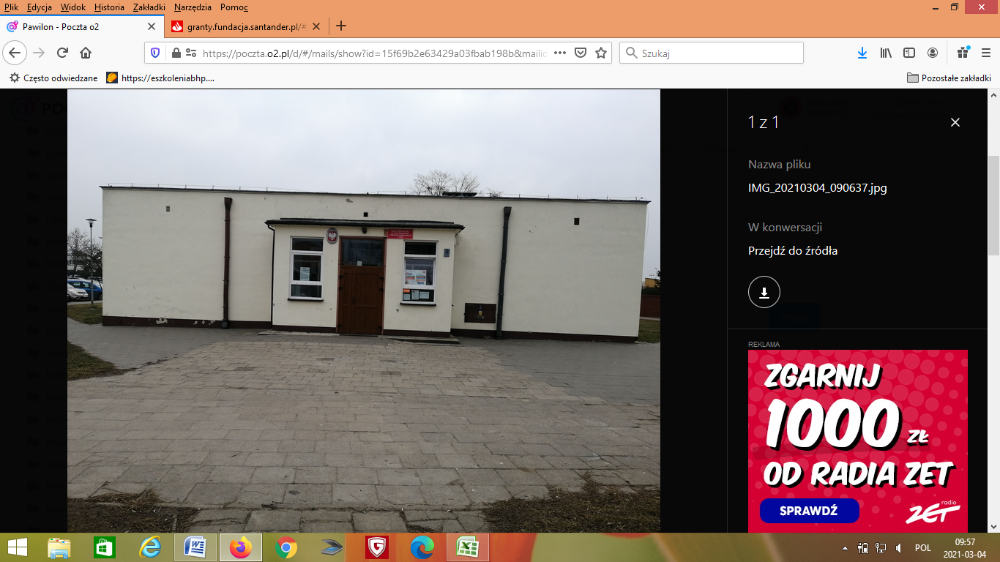 Plik Edycja Widok Historia Zakładki Narzędzia Pomoc
Pawilon - Poczta o2
granty.fundacja.santander.pl/#
https://poczta.o2.pl/d/#/mails/show?id=15f69b2e63429a03fbab198b&mailic
Szukaj
Często odwiedzane
https://eszkoleniabhp....
Pozostałe zakładki
1 z 1
Nazwa pliku
IMG_20210304_090637.jpg
W konwersacji
Przejdź do źródła
REKLAMA
ZGARNIJ
1000 ZŁ
OD RADIA ZET
SPRAWDŹ
radio
ZET
POL
09:57
2021-03-04